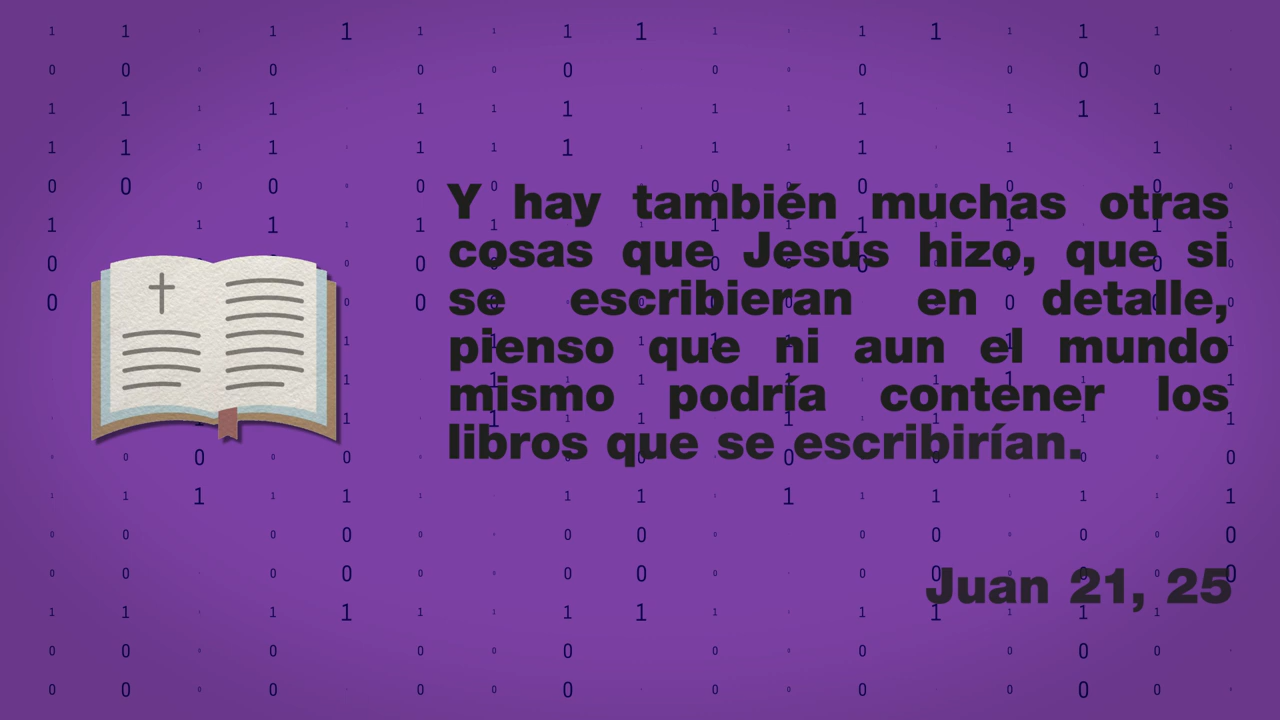 Y hay también muchas otras
cosas que Jesús hizo, que si
se escribieran en detalle,
pienso que ni aun el mundo
mismo podría contener los
libros que se escribirían.
Juan 21, 25